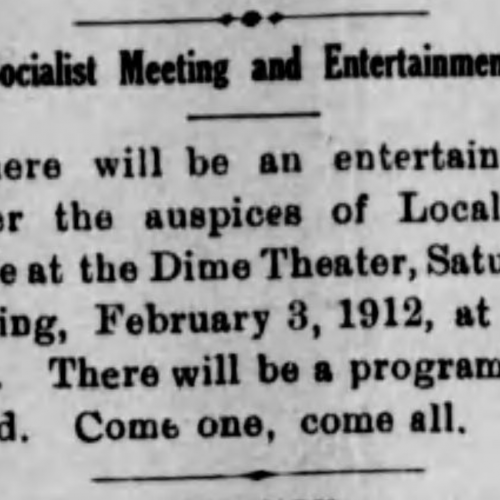 ocialist Meeting and Entertainmen
ere will be an entertain
er the auspices of Local
e at the Dime Theater, Satu
ing, February 3, 1912, at
. There will be a program
d. Come one, come all.